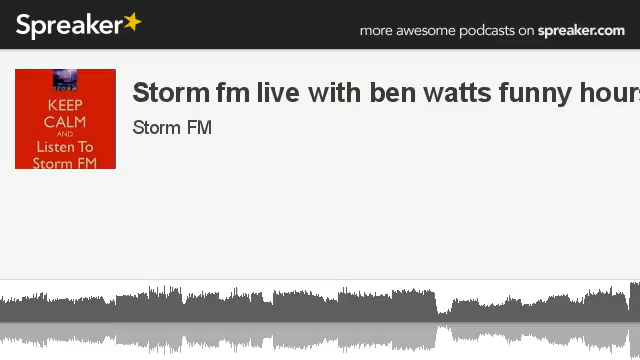 Spreaker
more awesome podcasts on spreaker.com
KEEP
CALM
AND
Listen To
Storm FM
Storm fm live with ben watts funny hours
Storm FM